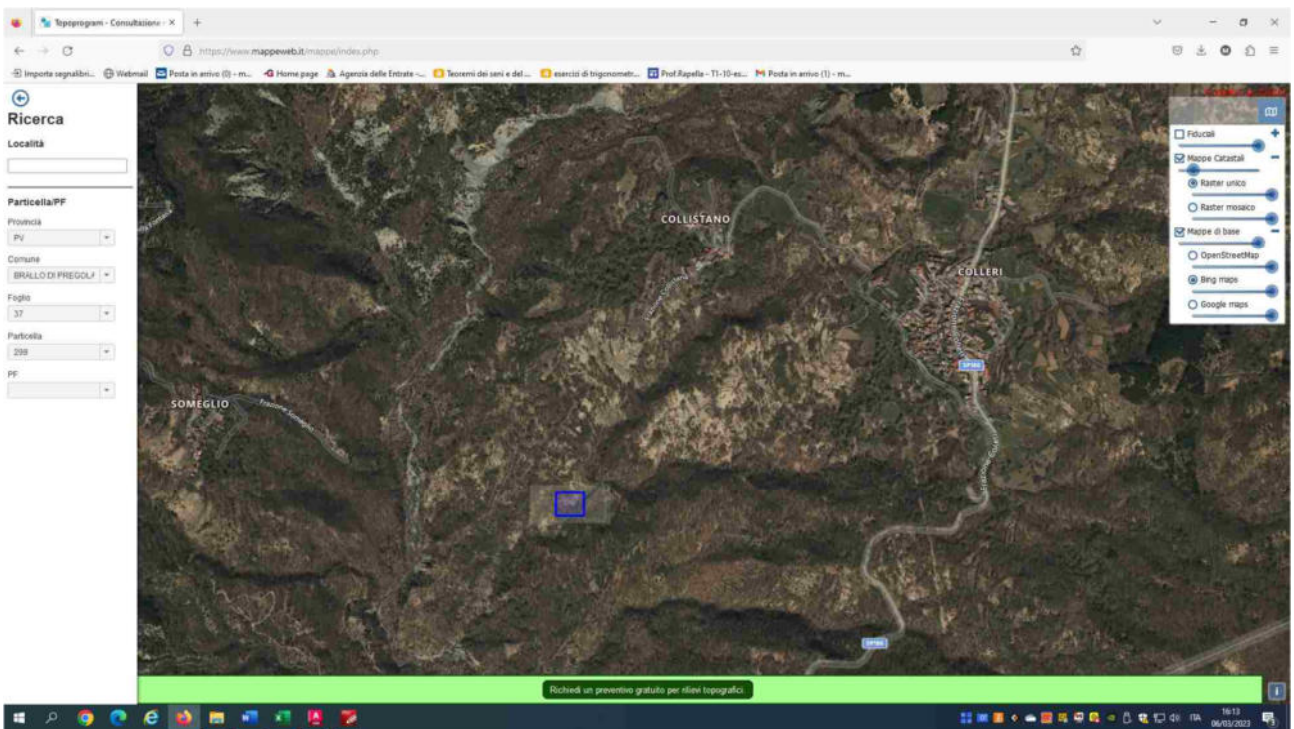 Topoprogram - Consultazione
https://www.mappeweb.it/mappe/index.php
Importa segnalibri...
Webmail
Posta in arrivo (0) - m...
Home page
Agenzia delle Entrate -...
Teoremi dei seni e del ...
esercizi di trigonometr...
Prof.Rapelle - T1-10-es...
Posta in arrivo (1) - m...
Ricerca
Località
Particella/PF
Provincia
PV
Comune
BRALLO DI PREGOLA
Foglio
37
Particella
298
PF
COLLISTANO
COLLERI
SOMEGLIO
Frazione Someglio
SP186
SP186
Fiduciali
Mappe Catastali
Raster unico
Raster mosaico
Mappe di base
OpenStreetMap
Bing maps
Google maps
Richiedi un preventivo gratuito per rilievi topografici.
ITA
16:13
06/03/2023